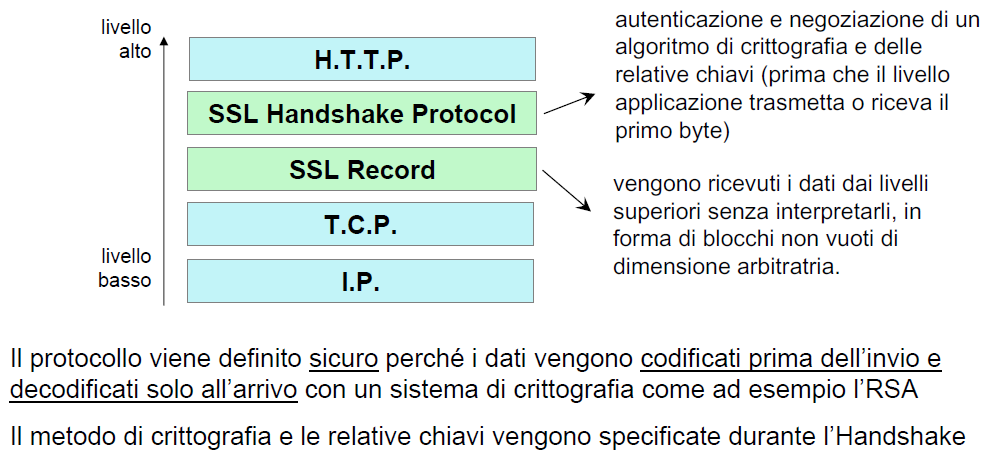 livello
alto
H.T.T.P.
SSL Handshake Protocol
SSL Record
T.C.P.
livello
basso
I.P.
autenticazione e negoziazione di un
algoritmo di crittografia e delle
relative chiavi (prima che il livello
applicazione trasmetta o riceva il
primo byte)
vengono ricevuti i dati dai livelli
superiori senza interpretarli, in
forma di blocchi non vuoti di
dimensione arbitratria.
Il protocollo viene definito sicuro perché i dati vengono codificati prima dell’invio e
decodificati solo all’arrivo con un sistema di crittografia come ad esempio l’RSA
Il metodo di crittografia e le relative chiavi vengono specificate durante l’Handshake